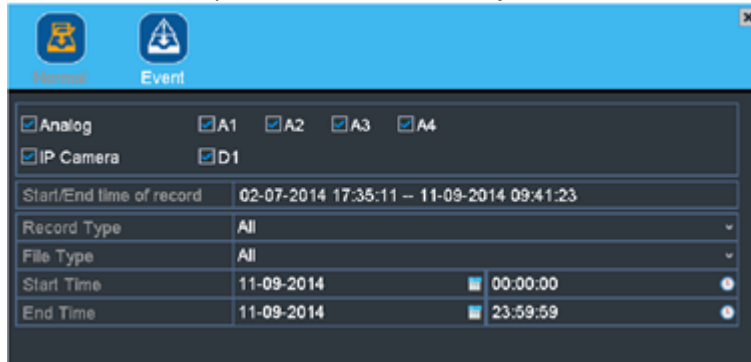 Normal
Event
Analog A1 A2 A3 A4
IP Camera D1
Start/End time of record 02-07-2014 17:35:11 -- 11-09-2014 09:41:23
Record Type All
File Type All
Start Time 11-09-2014 00:00:00
End Time 11-09-2014 23:59:59